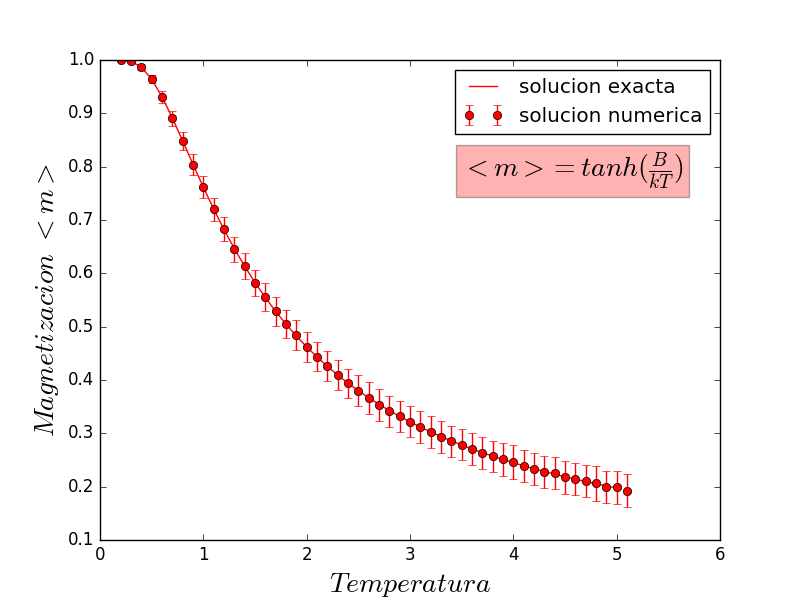 solucion exacta
solucion numerica
< m > = tanh(B/kT)
Magnetizacion < m >
1.0
0.9
0.8
0.7
0.6
0.5
0.4
0.3
0.2
0.1
0 1 2 3 4 5 6
Temperatura